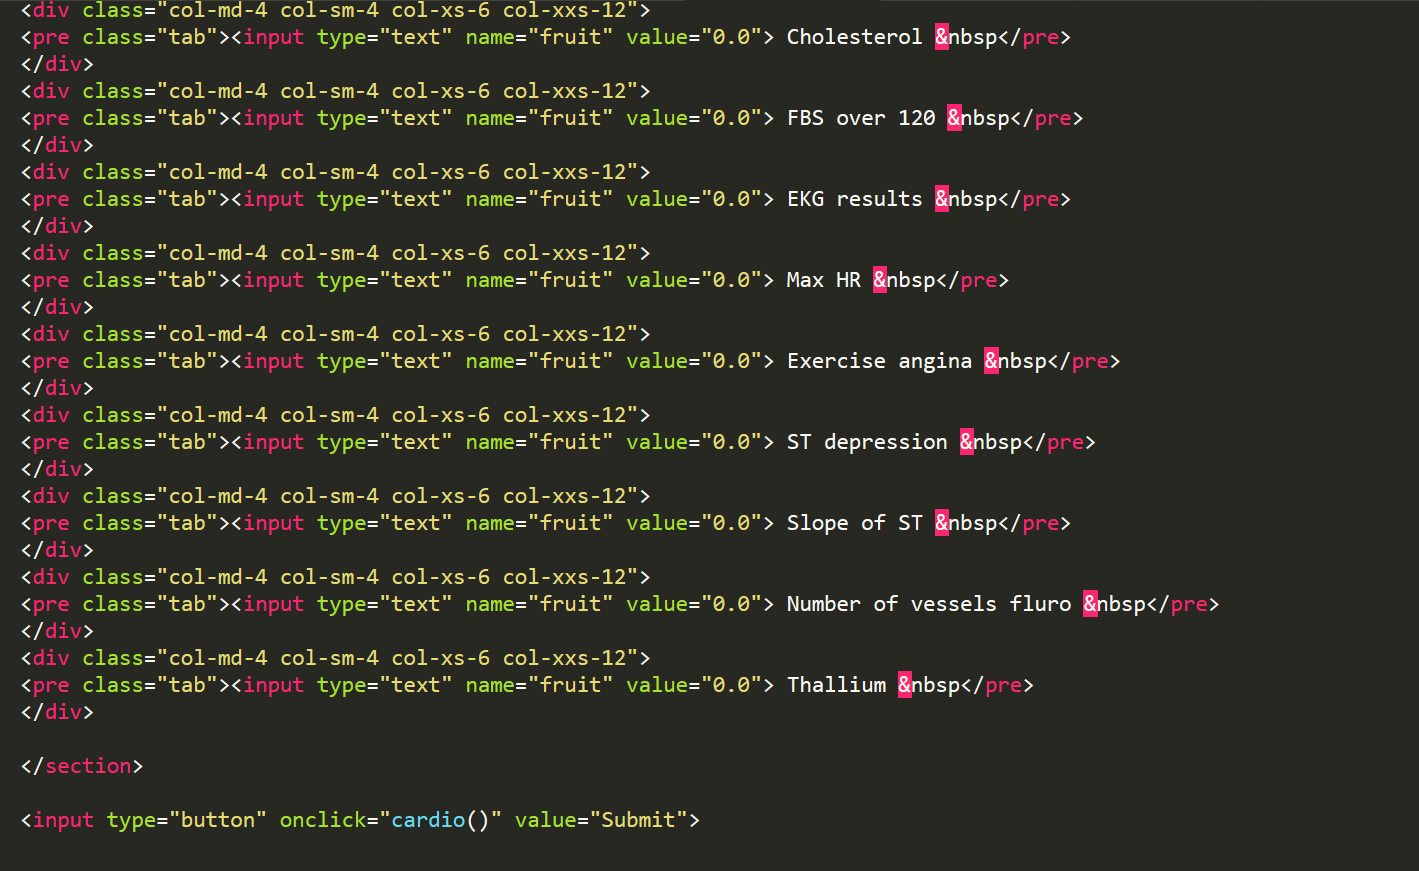 <div class="col-md-4 col-sm-4 col-xs-6 col-xxs-12">
<pre class="tab"><input type="text" name="fruit" value="0.0"> Cholesterol &nbsp</pre>
</div>
<div class="col-md-4 col-sm-4 col-xs-6 col-xxs-12">
<pre class="tab"><input type="text" name="fruit" value="0.0"> FBS over 120 &nbsp</pre>
</div>
<div class="col-md-4 col-sm-4 col-xs-6 col-xxs-12">
<pre class="tab"><input type="text" name="fruit" value="0.0"> EKG results &nbsp</pre>
</div>
<div class="col-md-4 col-sm-4 col-xs-6 col-xxs-12">
<pre class="tab"><input type="text" name="fruit" value="0.0"> Max HR &nbsp</pre>
</div>
<div class="col-md-4 col-sm-4 col-xs-6 col-xxs-12">
<pre class="tab"><input type="text" name="fruit" value="0.0"> Exercise angina &nbsp</pre>
</div>
<div class="col-md-4 col-sm-4 col-xs-6 col-xxs-12">
<pre class="tab"><input type="text" name="fruit" value="0.0"> ST depression &nbsp</pre>
</div>
<div class="col-md-4 col-sm-4 col-xs-6 col-xxs-12">
<pre class="tab"><input type="text" name="fruit" value="0.0"> Slope of ST &nbsp</pre>
</div>
<div class="col-md-4 col-sm-4 col-xs-6 col-xxs-12">
<pre class="tab"><input type="text" name="fruit" value="0.0"> Number of vessels fluro &nbsp</pre>
</div>
<div class="col-md-4 col-sm-4 col-xs-6 col-xxs-12">
<pre class="tab"><input type="text" name="fruit" value="0.0"> Thallium &nbsp</pre>
</div>
</section>
<input type="button" onclick="cardio()" value="Submit">